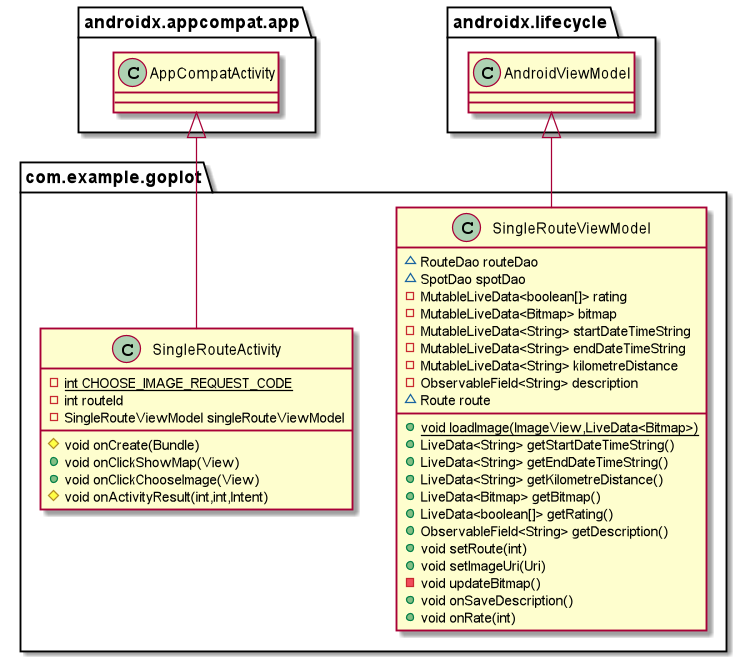 androidx.appcompat.app
androidx.lifecycle
C AppCompatActivity
C AndroidViewModel
com.example.goplot
C SingleRouteViewModel
RouteDao routeDao
SpotDao spotDao
MutableLiveData<boolean[]> rating
MutableLiveData<Bitmap> bitmap
MutableLiveData<String> startDateTimeString
MutableLiveData<String> endDateTimeString
MutableLiveData<String> kilometreDistance
ObservableField<String> description
Route route
void loadImage(ImageView,LiveData<Bitmap>)
LiveData<String> getStartDateTimeString()
LiveData<String> getEndDateTimeString()
LiveData<String> getKilometreDistance()
LiveData<Bitmap> getBitmap()
LiveData<boolean[]> getRating()
ObservableField<String> getDescription()
void setRoute(int)
void setImageUri(Uri)
void updateBitmap()
void onSaveDescription()
void onRate(int)
C SingleRouteActivity
int CHOOSE_IMAGE_REQUEST_CODE
int routeId
SingleRouteViewModel singleRouteViewModel
void onCreate(Bundle)
void onClickShowMap(View)
void onClickChooseImage(View)
void onActivityResult(int,int,Intent)